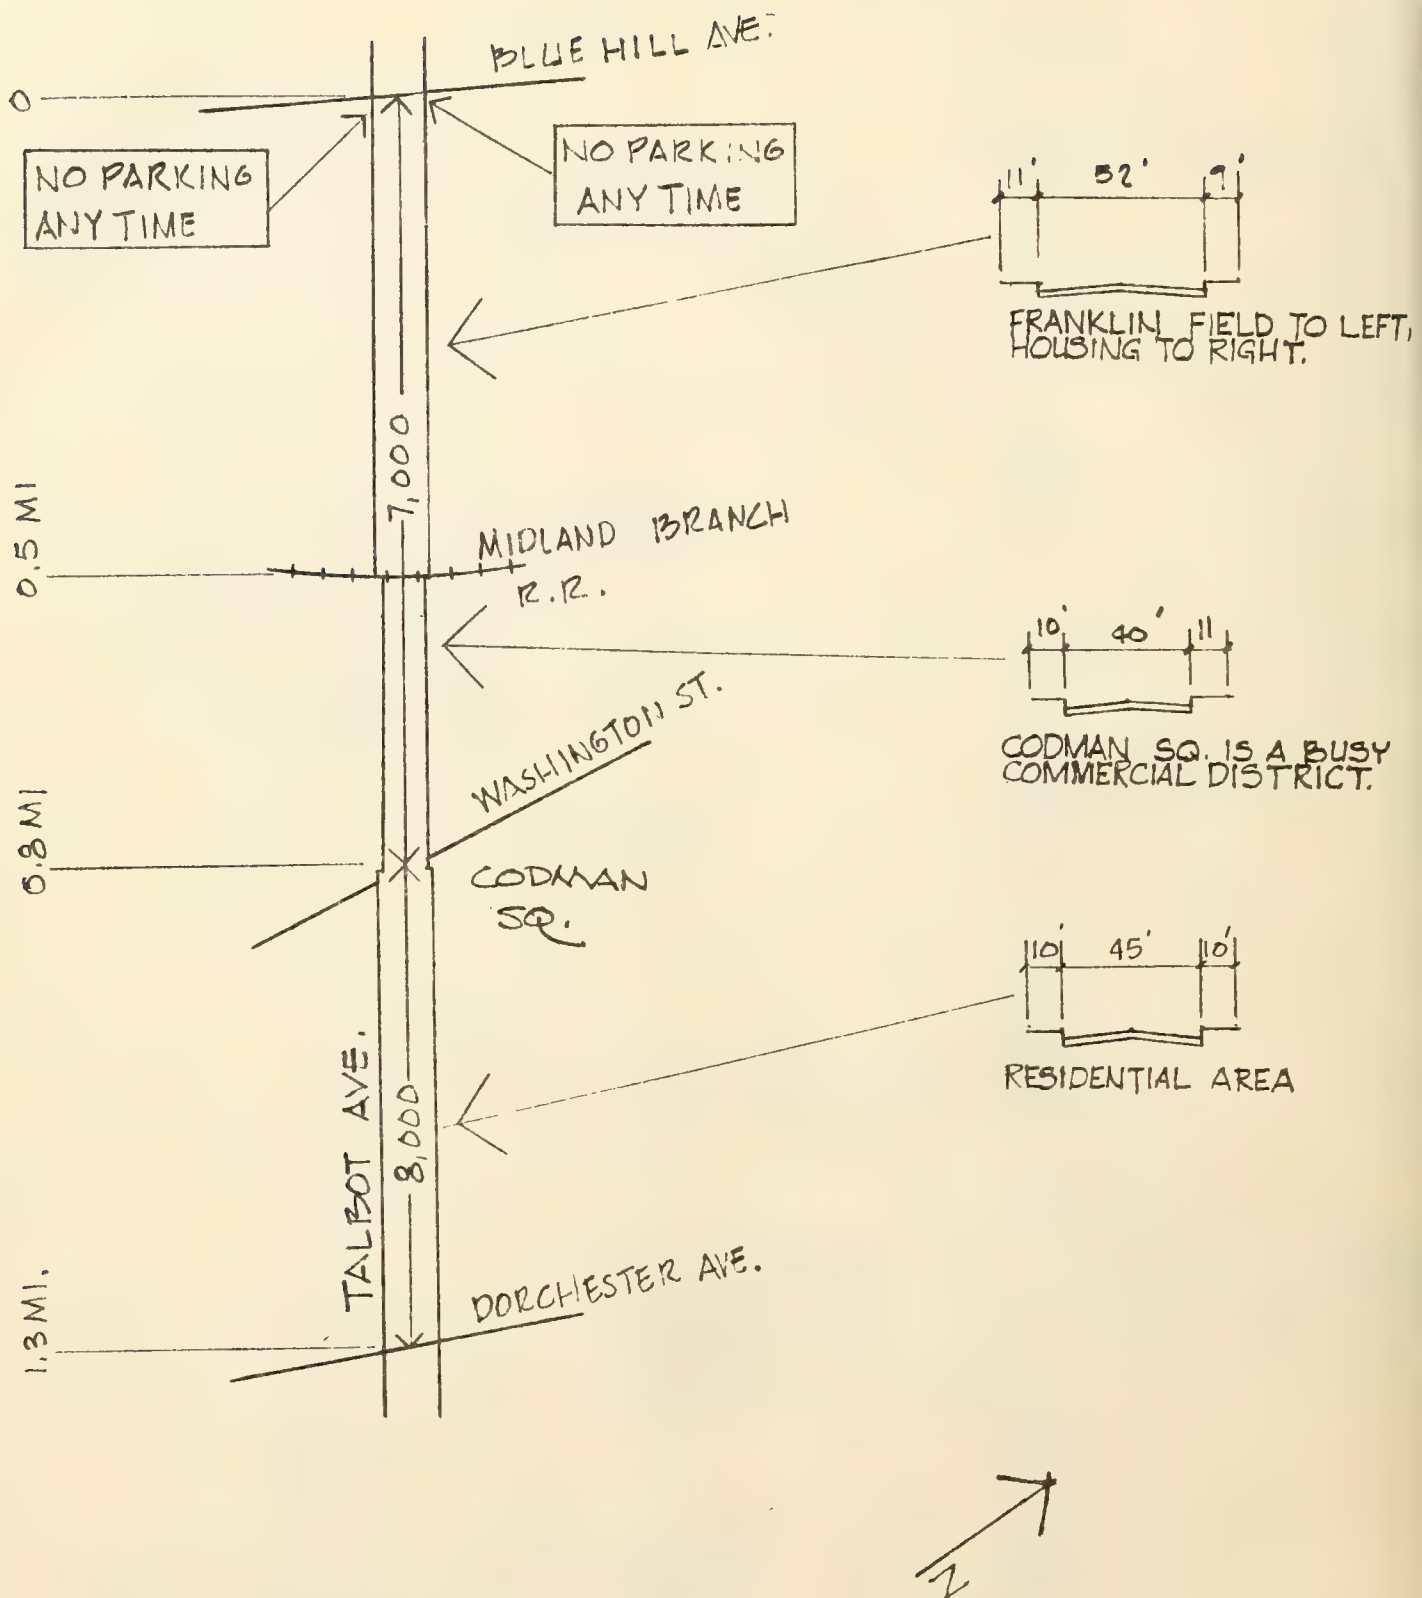 BLUE HILL AVE.
0
NO PARKING
ANY TIME
NO PARKING
ANY TIME
11' 52' 9'
FRANKLIN FIELD TO LEFT,
HOUSING TO RIGHT.
7,000
0.5 MI
MIDLAND BRANCH
R.R.
10' 40' 11
CODMAN SQ. IS A BUSY
COMMERCIAL DISTRICT.
WASHINGTON ST.
0.8 MI
CODMAN
SQ.
10' 45' 10'
RESIDENTIAL AREA
TALBOT AVE.
8,000
1.3 MI.
DORCHESTER AVE.
N